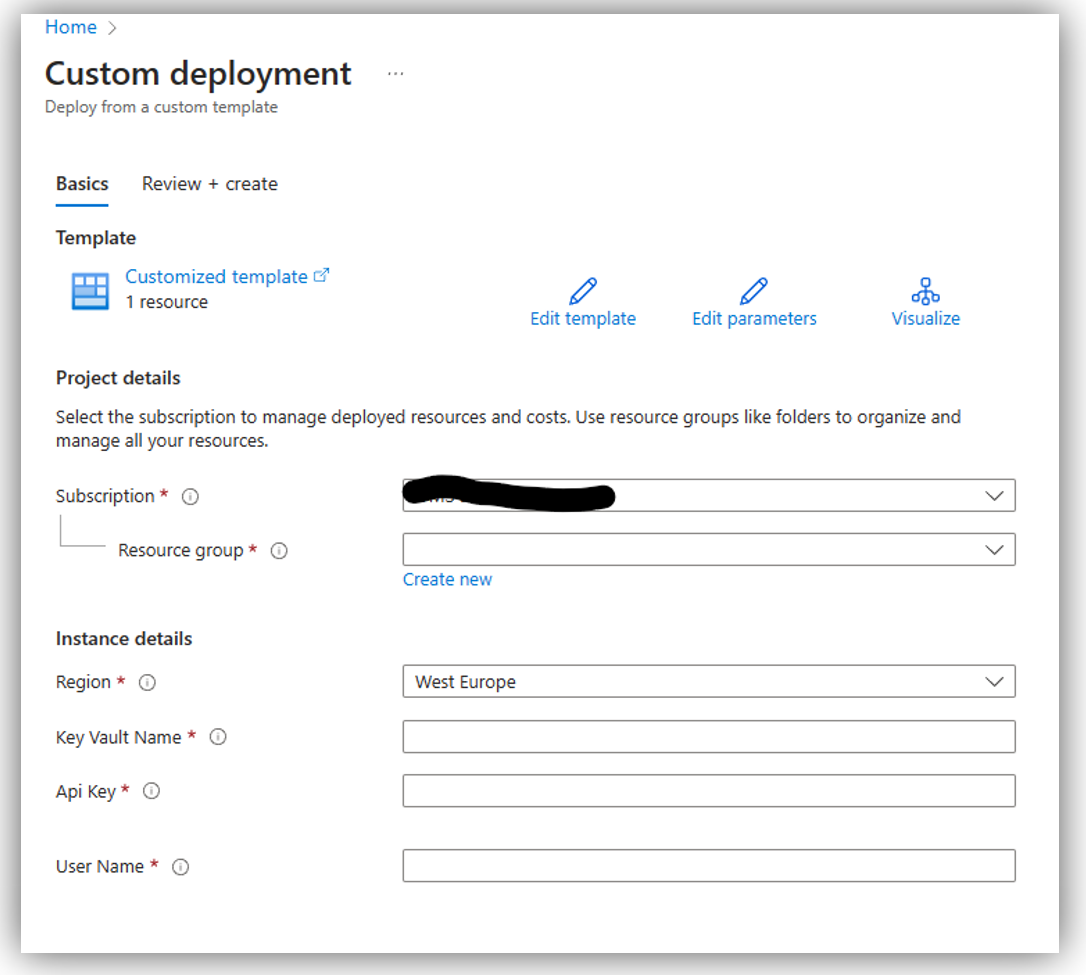 Home >
Custom deployment ...
Deploy from a custom template
Basics Review + create
Template
Customized template
1 resource
Edit template Edit parameters Visualize
Project details
Select the subscription to manage deployed resources and costs. Use resource groups like folders to organize and
manage all your resources.
Subscription *
Resource group *
Create new
Instance details
Region * West Europe
Key Vault Name *
Api Key *
User Name *